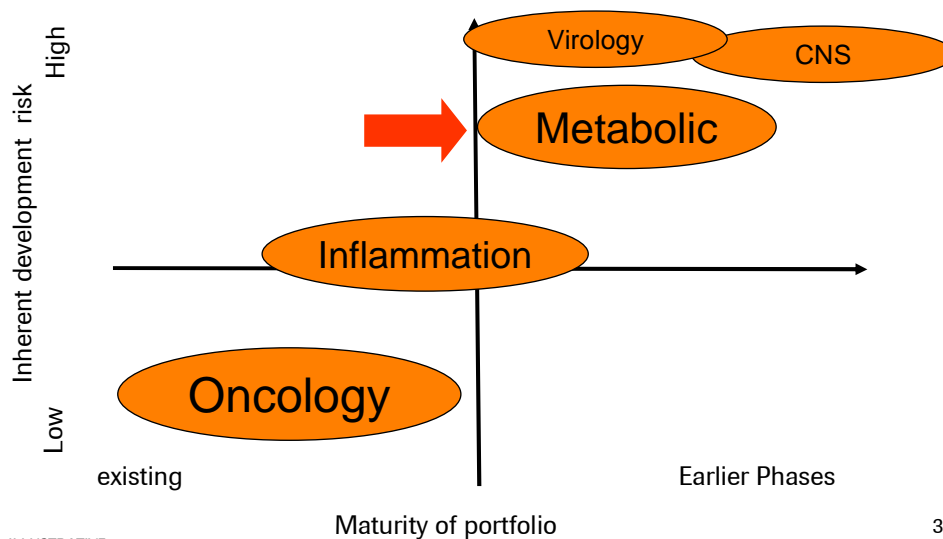 High
Virology
CNS
Metabolic
Inherent development risk
Inflammation
Oncology
Low
existing
Earlier Phases
Maturity of portfolio
3